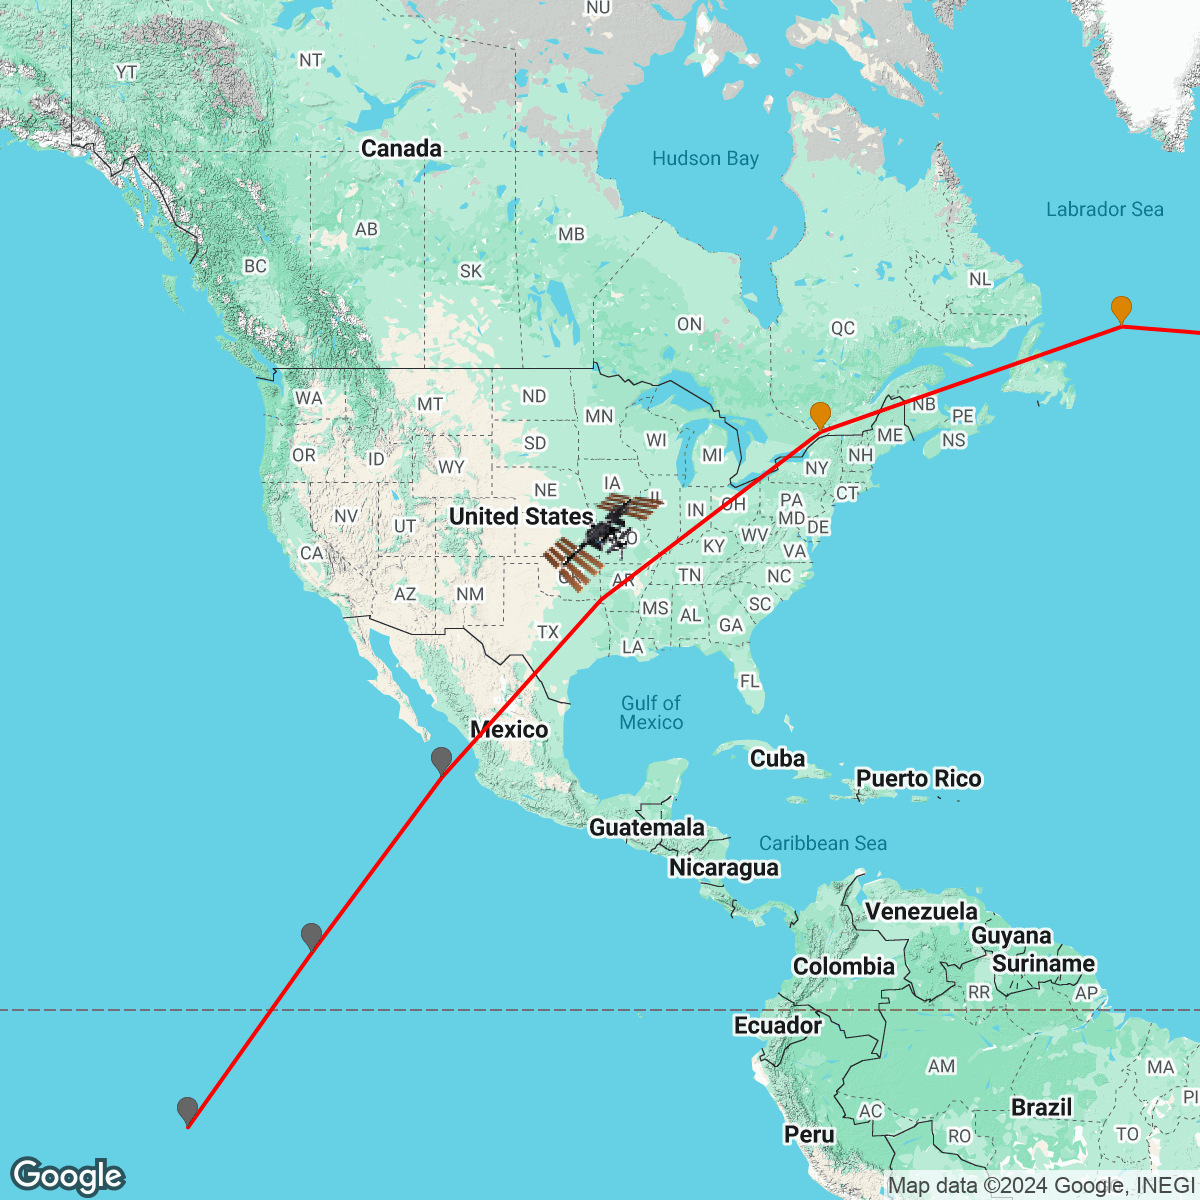 NU
NT
YT
Canada
Hudson Bay
Labrador Sea
AB
MB
SK
BC
NL
ON
QC
WA
MT
ND
MN
NB
PE
NS
OR
ID
SD
WI
MI
ME
NH
WY
NY
IA
NE
IL
IN
OH
PA
CT
NV
UT
United States
MD
DE
WV
CA
KY
VA
AZ
NM
AR
TN
NC
MS
AL
SC
TX
GA
LA
FL
Gulf of
Mexico
Mexico
Cuba
Puerto Rico
Guatemala
Caribbean Sea
Nicaragua
Venezuela
Guyana
Colombia
Suriname
RR
AP
Ecuador
AM
MA
PI
AC
Brazil
Peru
RO
TO
Google
Map data ©2024 Google, INEGI